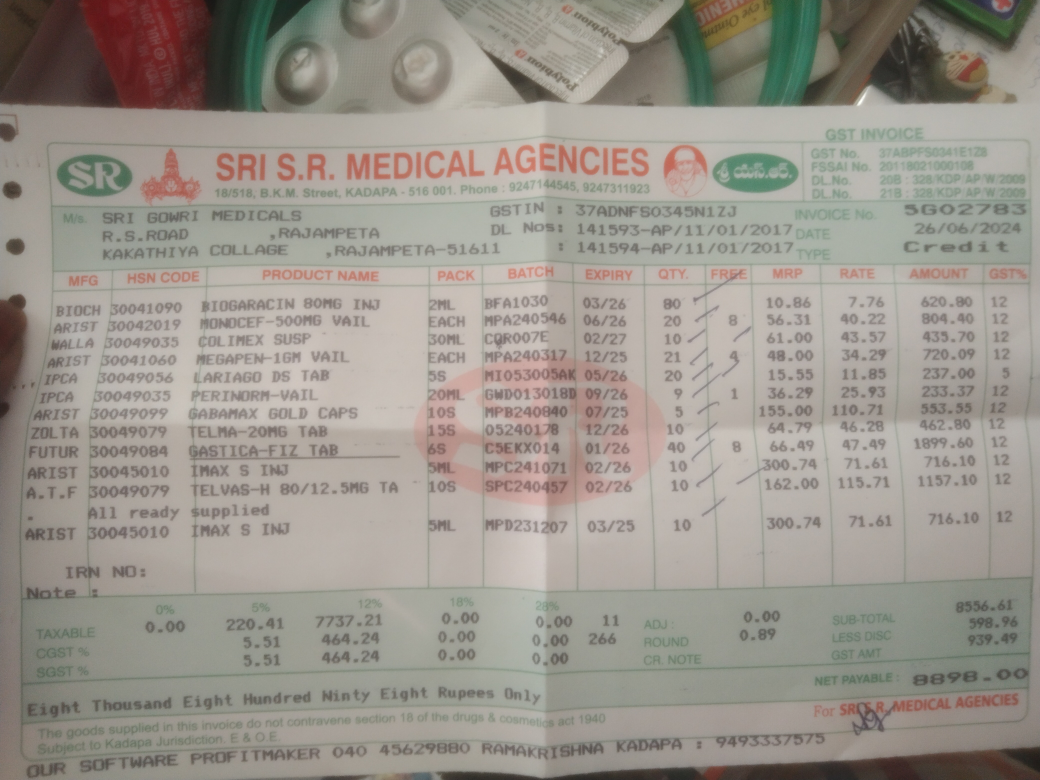 Polybion
Polybion
eye Ointment
GST INVOICE
SR
SRI S.R. MEDICAL AGENCIES
శ్రీ యస్.ఆర్.
18/518, B.K.M. Street, KADAPA - 516 001. Phone : 9247144545, 9247311923
GST No. 37ABPFS0341E1Z8
FSSAI No. 20118021000108
DL.No. 20B : 328/KDP/AP/W/2009
DL.No. 21B : 328/KDP/AP/W/2009
M/s. SRI GOWRI MEDICALS GSTIN : 37ADNFS0345N1ZJ INVOICE No. SG02783
R.S.ROAD ,RAJAMPETA DL Nos: 141593-AP/11/01/2017 DATE 26/06/2024
KAKATHIYA COLLAGE ,RAJAMPETA-51611 : 141594-AP/11/01/2017 TYPE Credit
MFG HSN CODE PRODUCT NAME PACK BATCH EXPIRY QTY. FREE MRP RATE AMOUNT GST%
BIOCH 30041090 BIOGARACIN 80MG INJ 2ML BFA1030 03/26 80 10.86 7.76 620.80 12
ARIST 30042019 MONOCEF-500MG VAIL EACH MPA240546 06/26 20 8 56.31 40.22 804.40 12
WALLA 30049035 COLIMEX SUSP 30ML CQR007E 02/27 10 61.00 43.57 435.70 12
ARIST 30041060 MEGAPEN-1GM VAIL EACH MPA240317 12/25 21 4 48.00 34.29 720.09 12
IPCA 30049056 LARIAGO DS TAB 5S MI053005AK 05/26 20 15.55 11.85 237.00 5
IPCA 30049035 PERINORM-VAIL 20ML GWD013018D 09/26 9 1 36.29 25.93 233.37 12
ARIST 30049099 GABAMAX GOLD CAPS 10S MPB240840 07/25 5 155.00 110.71 553.55 12
ZOLTA 30049079 TELMA-20MG TAB 15S 05240178 12/26 10 64.79 46.28 462.80 12
FUTUR 30049084 GASTICA-FIZ TAB 6S C5EKX014 01/26 40 8 66.49 47.49 1899.60 12
ARIST 30045010 IMAX S INJ 5ML MPC241071 02/26 10 300.74 71.61 716.10 12
A.T.F 30049079 TELVAS-H 80/12.5MG TA 10S SPC240457 02/26 10 162.00 115.71 1157.10 12
. All ready supplied
ARIST 30045010 IMAX S INJ 5ML MPD231207 03/25 10 300.74 71.61 716.10 12
IRN NO:
Note :
0% 5% 12% 18% 28%
TAXABLE 0.00 220.41 7737.21 0.00 0.00 11 ADJ : 0.00 SUB-TOTAL 8556.61
CGST % 5.51 464.24 0.00 0.00 266 ROUND 0.89 LESS DISC 598.96
SGST % 5.51 464.24 0.00 0.00 CR. NOTE GST AMT 939.49
NET PAYABLE : 8898.00
Eight Thousand Eight Hundred Ninty Eight Rupees Only
For SRI S.R. MEDICAL AGENCIES
The goods supplied in this invoice do not contravene section 18 of the drugs & cosmetics act 1940
Subject to Kadapa Jurisdiction. E & O.E.
OUR SOFTWARE PROFITMAKER 040 45629880 RAMAKRISHNA KADAPA : 9493337575